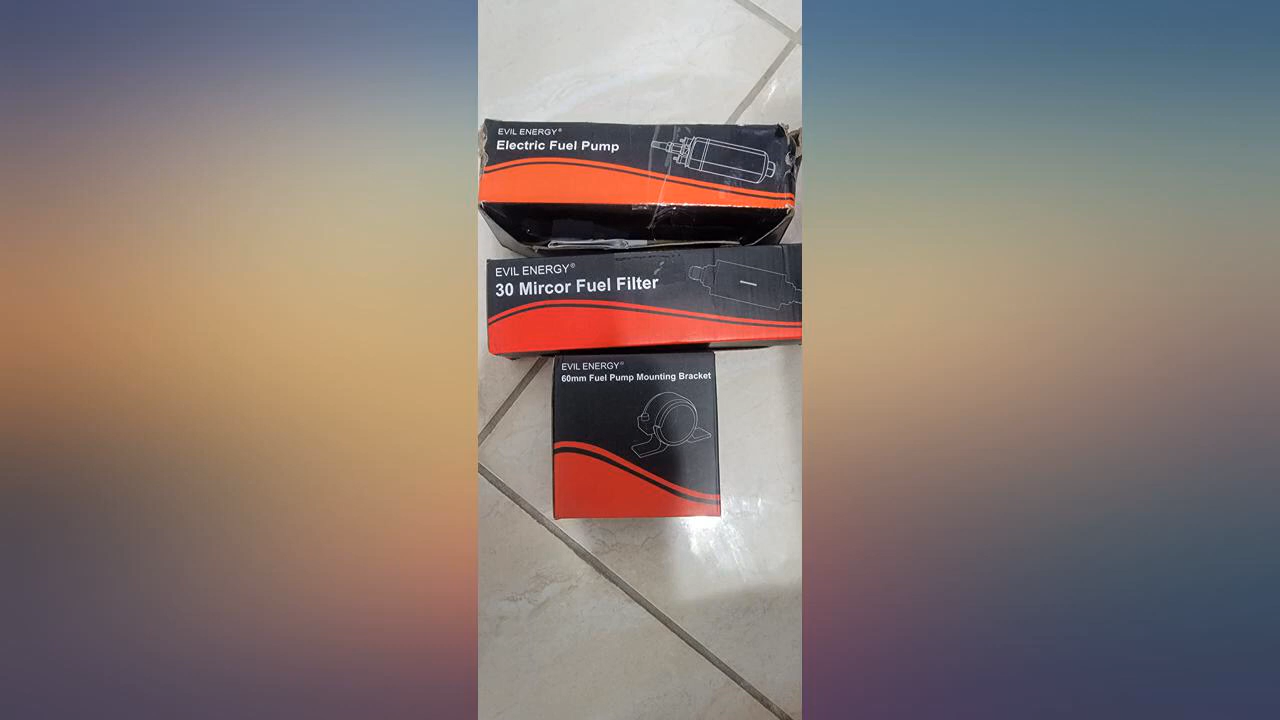 EVIL ENERGY®
Electric Fuel Pump
EVIL ENERGY®
30 Mircor Fuel Filter
EVIL ENERGY®
60mm Fuel Pump Mounting Bracket